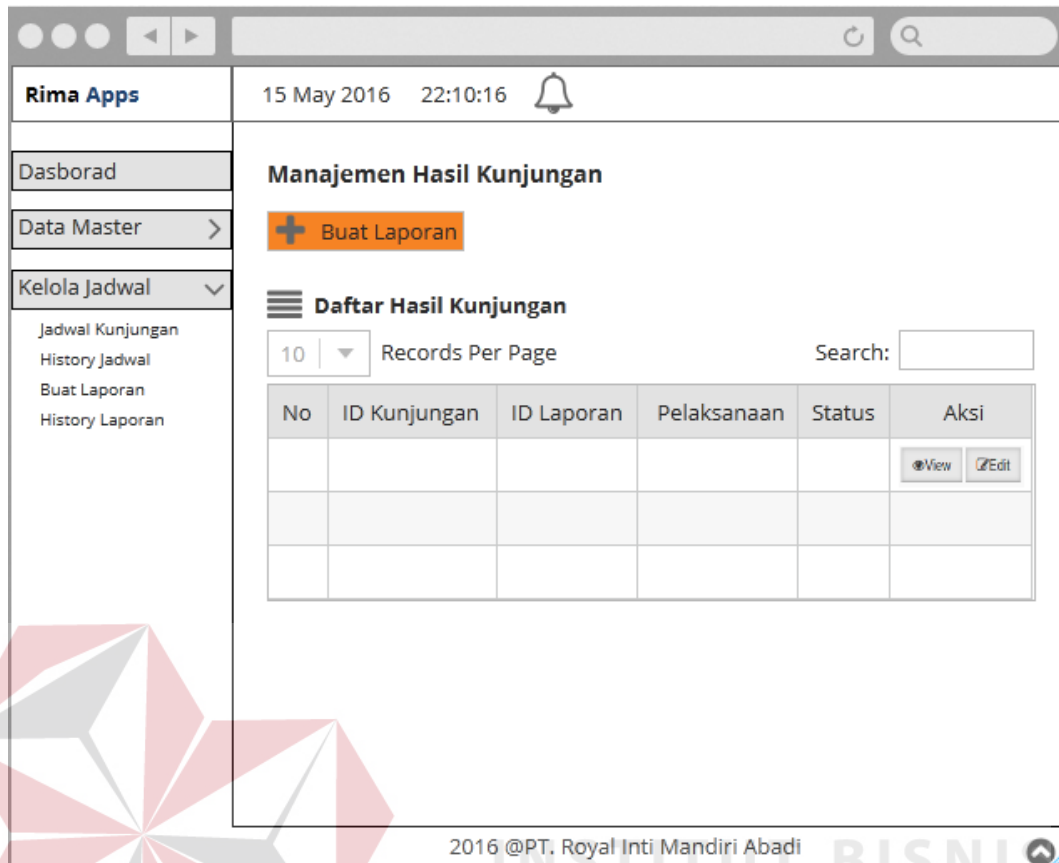 Rima Apps
15 May 2016 22:10:16
Dasborad
Data Master
Kelola Jadwal
Jadwal Kunjungan
History Jadwal
Buat Laporan
History Laporan
Manajemen Hasil Kunjungan
Buat Laporan
Daftar Hasil Kunjungan
10 Records Per Page Search:
No ID Kunjungan ID Laporan Pelaksanaan Status Aksi
View Edit
2016 @PT. Royal Inti Mandiri Abadi
INSTITUT BISNIS